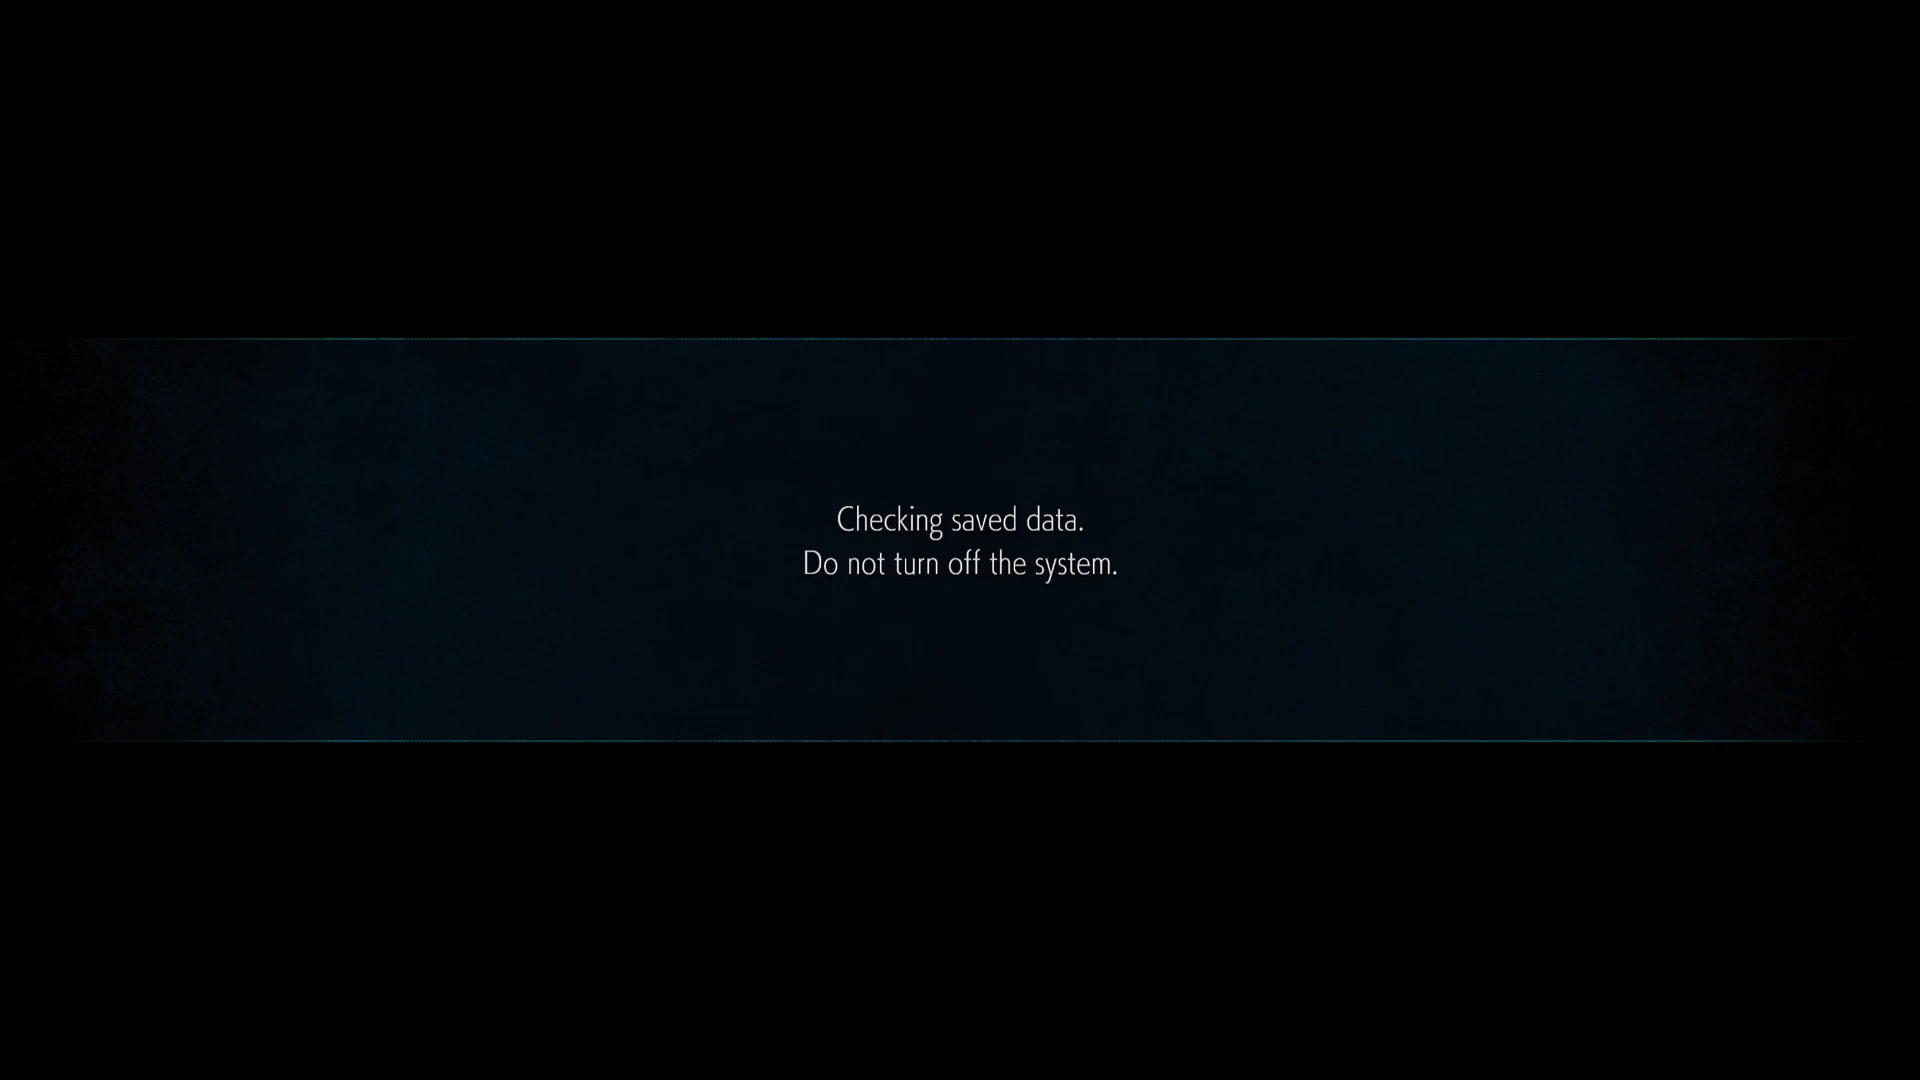 Checking saved data.
Do not turn off the system.